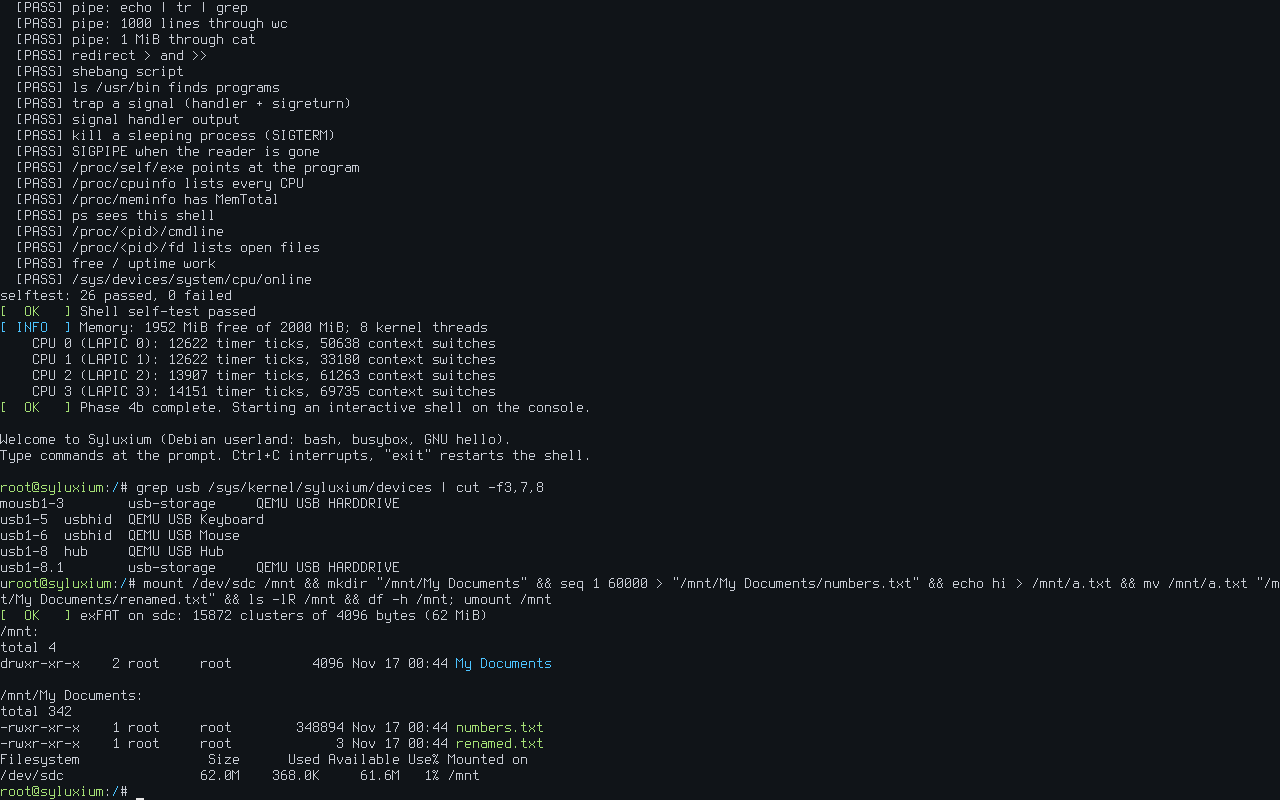 [PASS] pipe: echo | tr | grep
  [PASS] pipe: 1000 lines through wc
  [PASS] pipe: 1 MiB through cat
  [PASS] redirect > and >>
  [PASS] shebang script
  [PASS] ls /usr/bin finds programs
  [PASS] trap a signal (handler + sigreturn)
  [PASS] signal handler output
  [PASS] kill a sleeping process (SIGTERM)
  [PASS] SIGPIPE when the reader is gone
  [PASS] /proc/self/exe points at the program
  [PASS] /proc/cpuinfo lists every CPU
  [PASS] /proc/meminfo has MemTotal
  [PASS] ps sees this shell
  [PASS] /proc/<pid>/cmdline
  [PASS] /proc/<pid>/fd lists open files
  [PASS] free / uptime work
  [PASS] /sys/devices/system/cpu/online
selftest: 26 passed, 0 failed
[  OK   ] Shell self-test passed
[ INFO  ] Memory: 1952 MiB free of 2000 MiB; 8 kernel threads
    CPU 0 (LAPIC 0): 12622 timer ticks, 50638 context switches
    CPU 1 (LAPIC 1): 12622 timer ticks, 33180 context switches
    CPU 2 (LAPIC 2): 13907 timer ticks, 61263 context switches
    CPU 3 (LAPIC 3): 14151 timer ticks, 69735 context switches
[  OK   ] Phase 4b complete. Starting an interactive shell on the console.

Welcome to Syluxium (Debian userland: bash, busybox, GNU hello).
Type commands at the prompt. Ctrl+C interrupts, "exit" restarts the shell.

root@syluxium:/# grep usb /sys/kernel/syluxium/devices | cut -f3,7,8
mousb1-3        usb-storage     QEMU USB HARDDRIVE
usb1-5  usbhid  QEMU USB Keyboard
usb1-6  usbhid  QEMU USB Mouse
usb1-8  hub     QEMU USB Hub
usb1-8.1        usb-storage     QEMU USB HARDDRIVE
uroot@syluxium:/# mount /dev/sdc /mnt && mkdir "/mnt/My Documents" && seq 1 60000 > "/mnt/My Documents/numbers.txt" && echo hi > /mnt/a.txt && mv /mnt/a.txt "/m
t/My Documents/renamed.txt" && ls -lR /mnt && df -h /mnt; umount /mnt
[  OK   ] exFAT on sdc: 15872 clusters of 4096 bytes (62 MiB)
/mnt:
total 4
drwxr-xr-x    2 root     root          4096 Nov 17 00:44 My Documents

/mnt/My Documents:
total 342
-rwxr-xr-x    1 root     root        348894 Nov 17 00:44 numbers.txt
-rwxr-xr-x    1 root     root             3 Nov 17 00:44 renamed.txt
Filesystem                Size      Used Available Use% Mounted on
/dev/sdc                 62.0M    368.0K     61.6M   1% /mnt
root@syluxium:/#